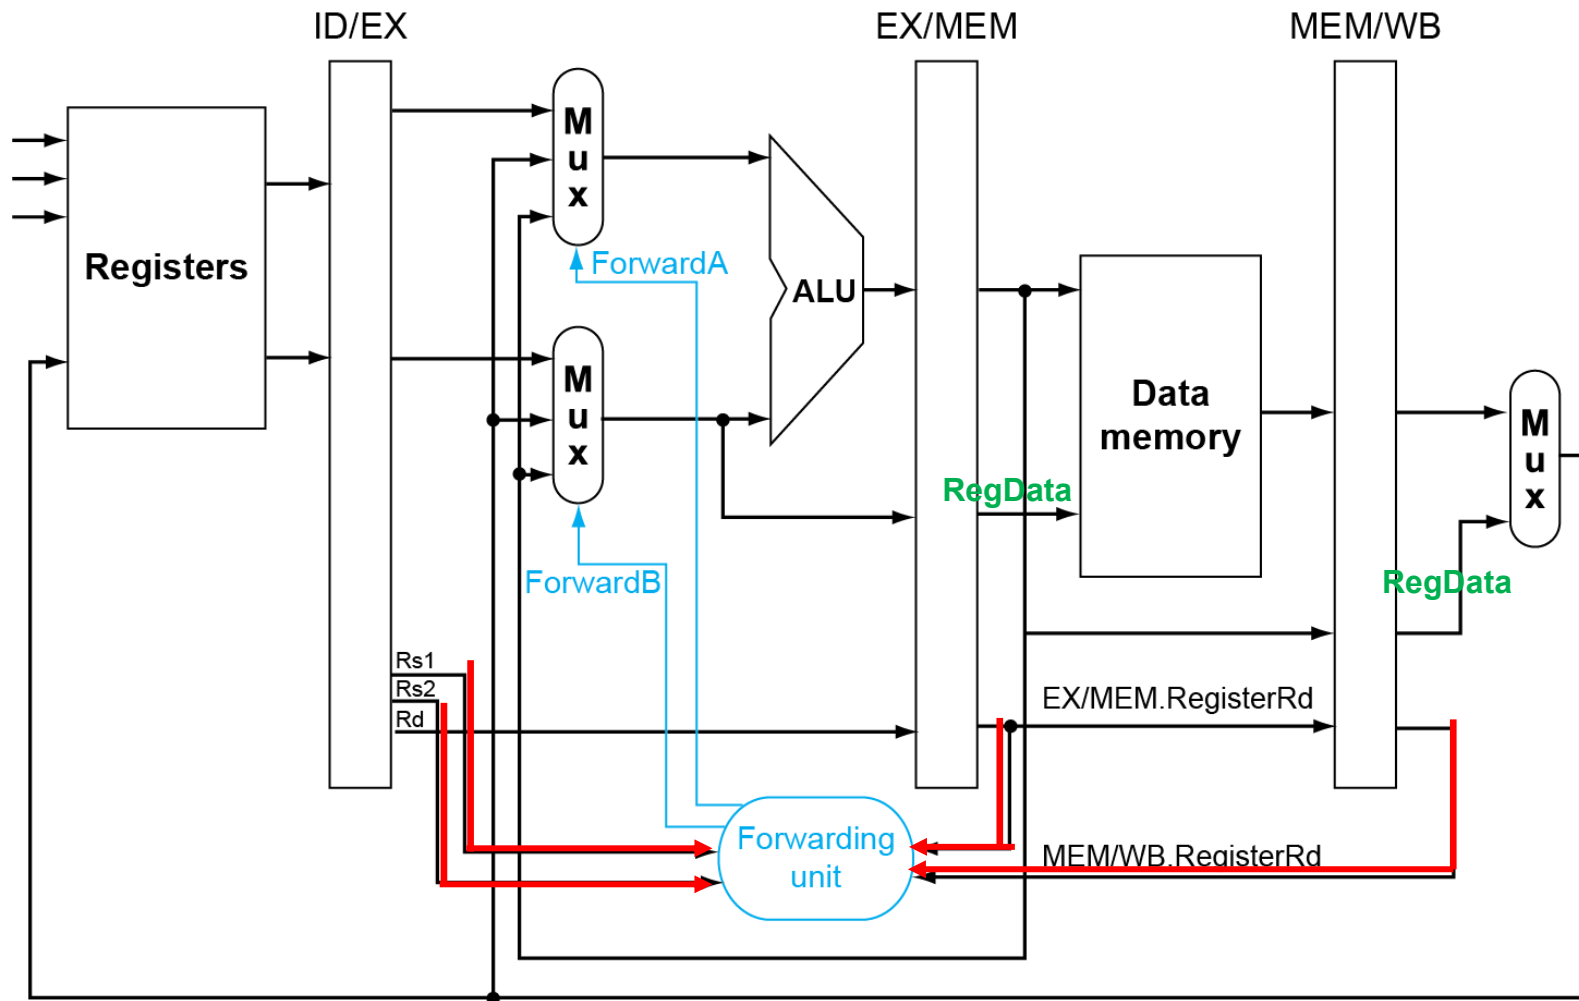 ID/EX
EX/MEM
MEM/WB
M
u
x
Registers
ForwardA
ALU
M
u
x
Data
memory
M
u
x
RegData
ForwardB
RegData
Rs1
Rs2
Rd
EX/MEM.RegisterRd
Forwarding
unit
MEM/WB.RegisterRd